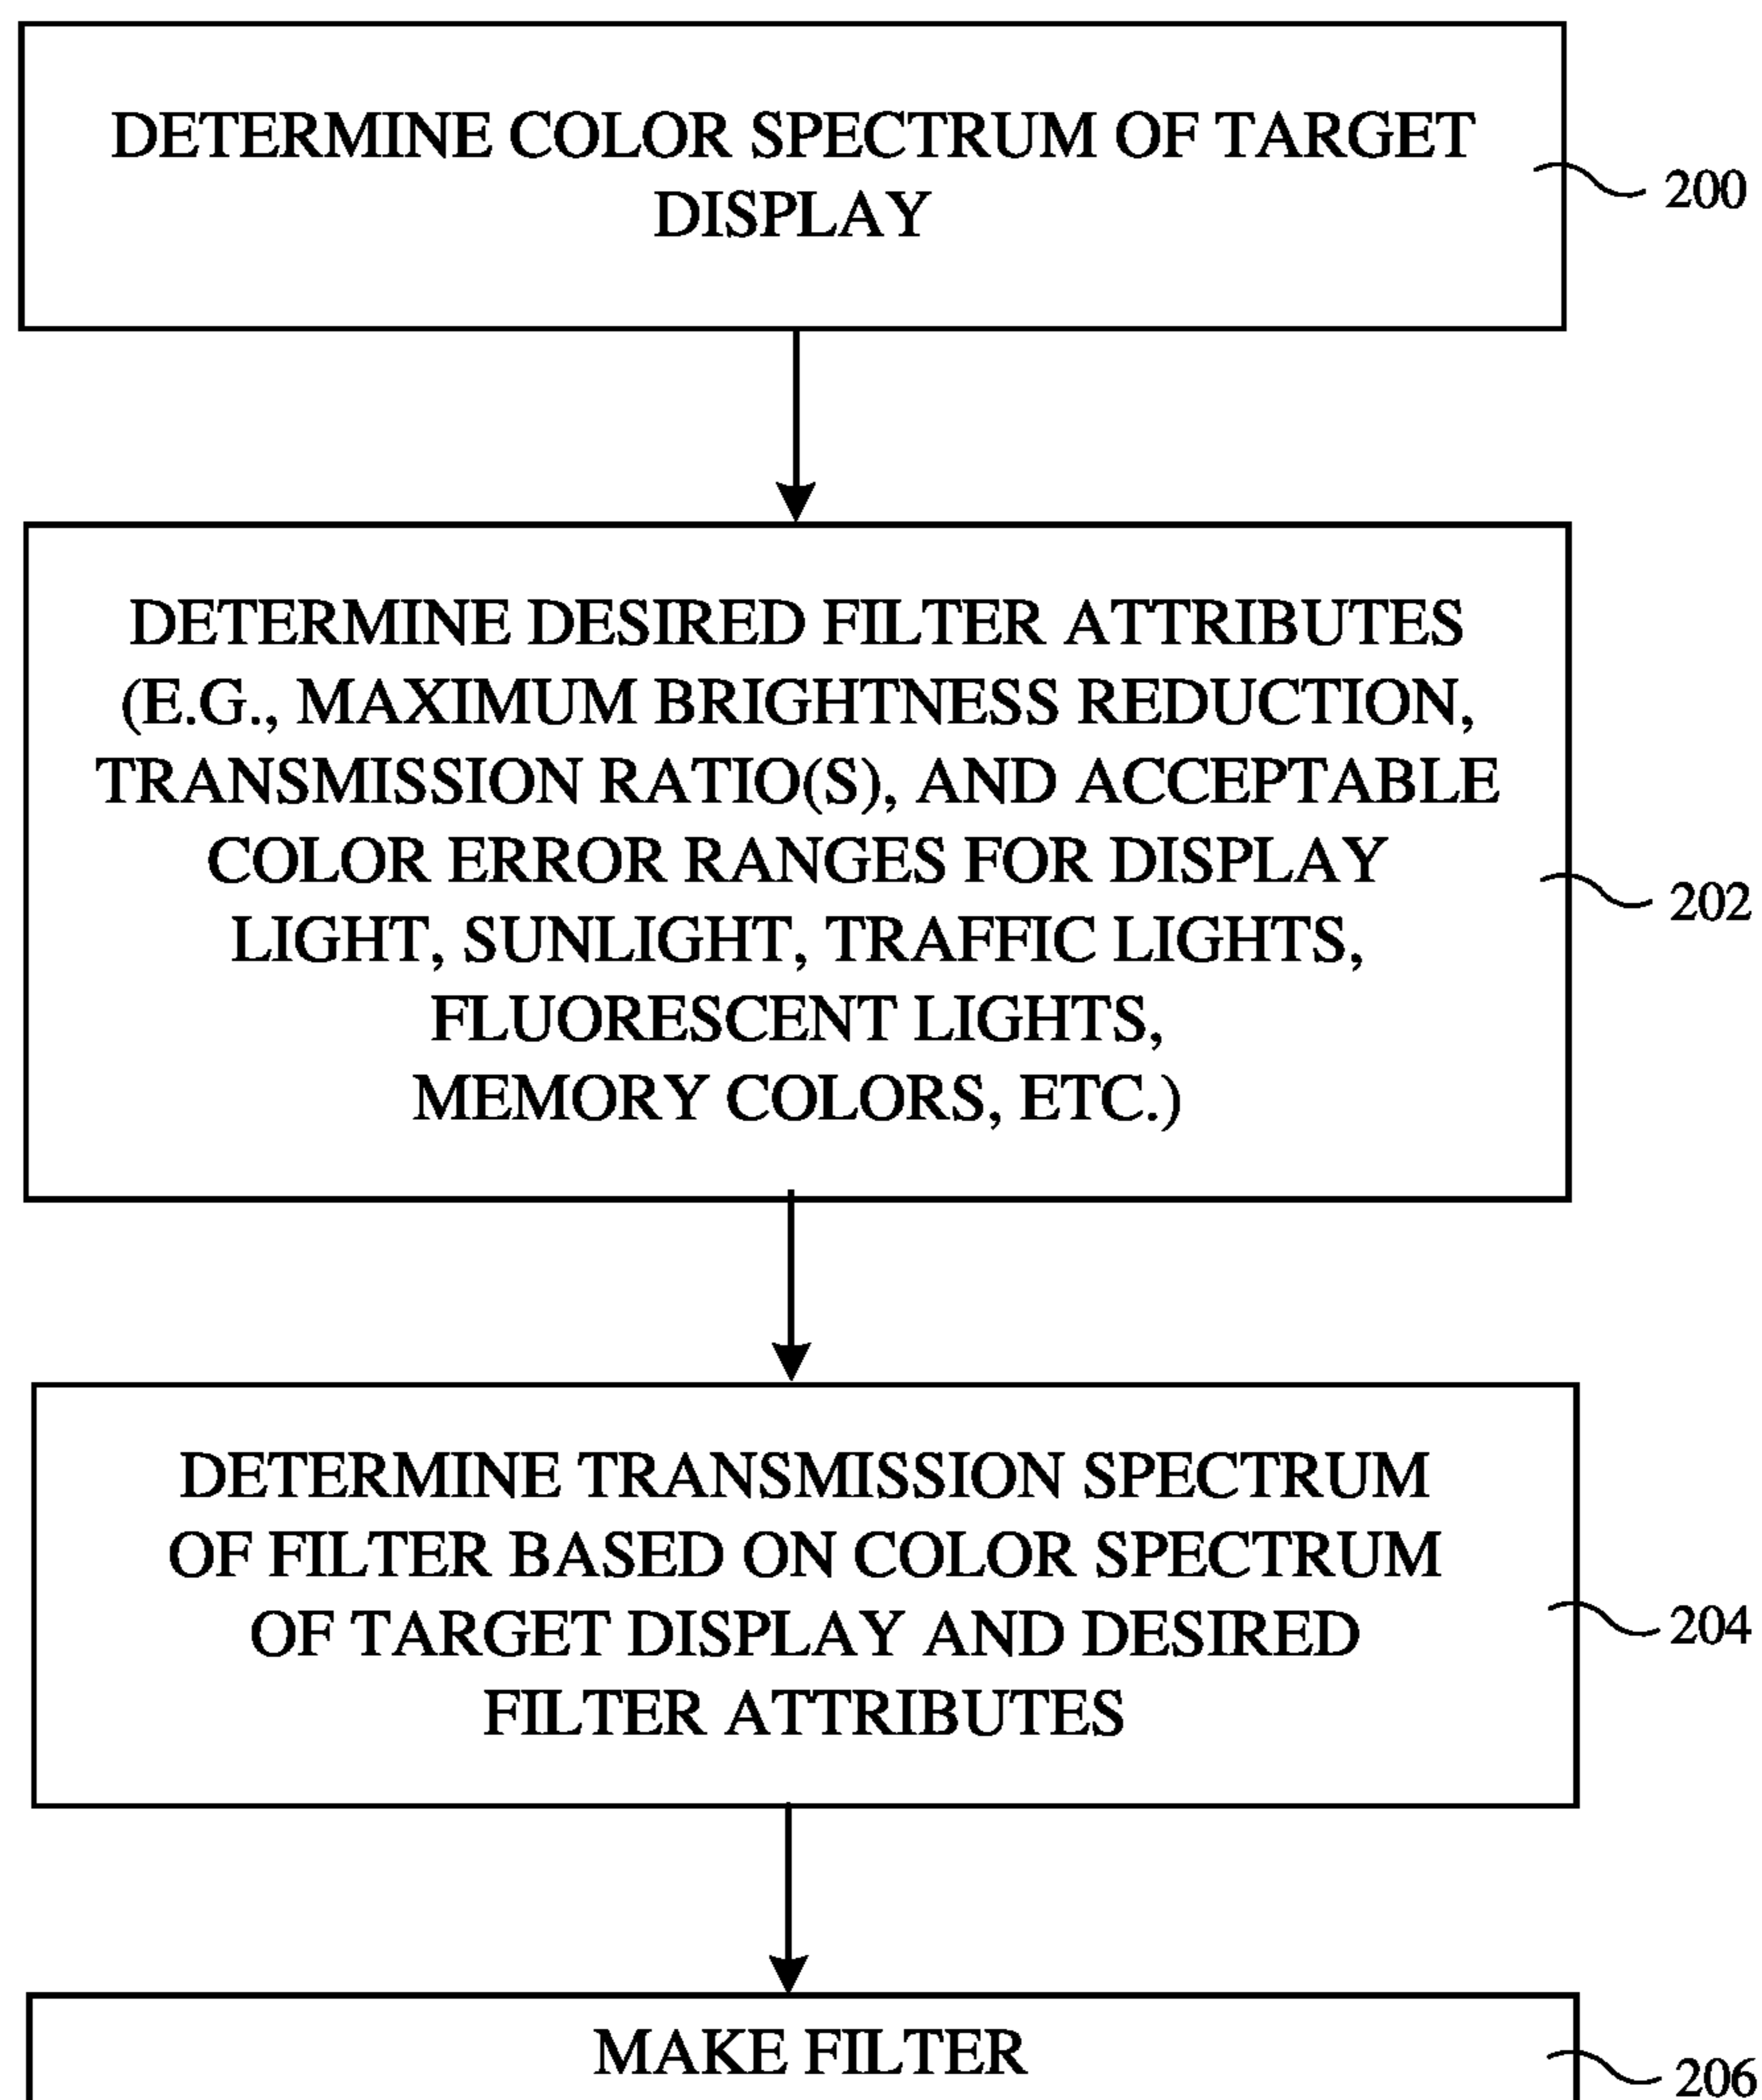 DETERMINE COLOR SPECTRUM OF TARGET
DISPLAY
200
DETERMINE DESIRED FILTER ATTRIBUTES
(E.G., MAXIMUM BRIGHTNESS REDUCTION,
TRANSMISSION RATIO(S), AND ACCEPTABLE
COLOR ERROR RANGES FOR DISPLAY
LIGHT, SUNLIGHT, TRAFFIC LIGHTS,
FLUORESCENT LIGHTS,
MEMORY COLORS, ETC.)
202
DETERMINE TRANSMISSION SPECTRUM
OF FILTER BASED ON COLOR SPECTRUM
OF TARGET DISPLAY AND DESIRED
FILTER ATTRIBUTES
204
MAKE FILTER
206